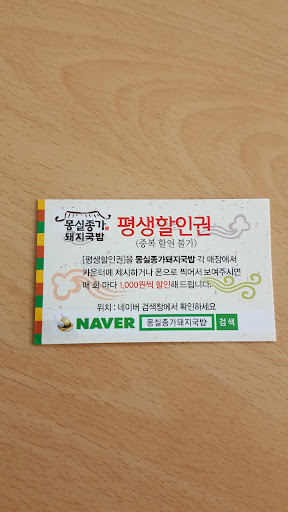 몽실종가
돼지국밥
평생할인권
(중복 할인 불가)
[평생할인권]을 몽실종가돼지국밥 각 매장에서
카운터에 제시하거나 폰으로 찍어서 보여주시면
매 회 마다 1,000원씩 할인해 드립니다.
위치 : 네이버 검색창에서 확인하세요
NAVER 몽실종가돼지국밥 검색